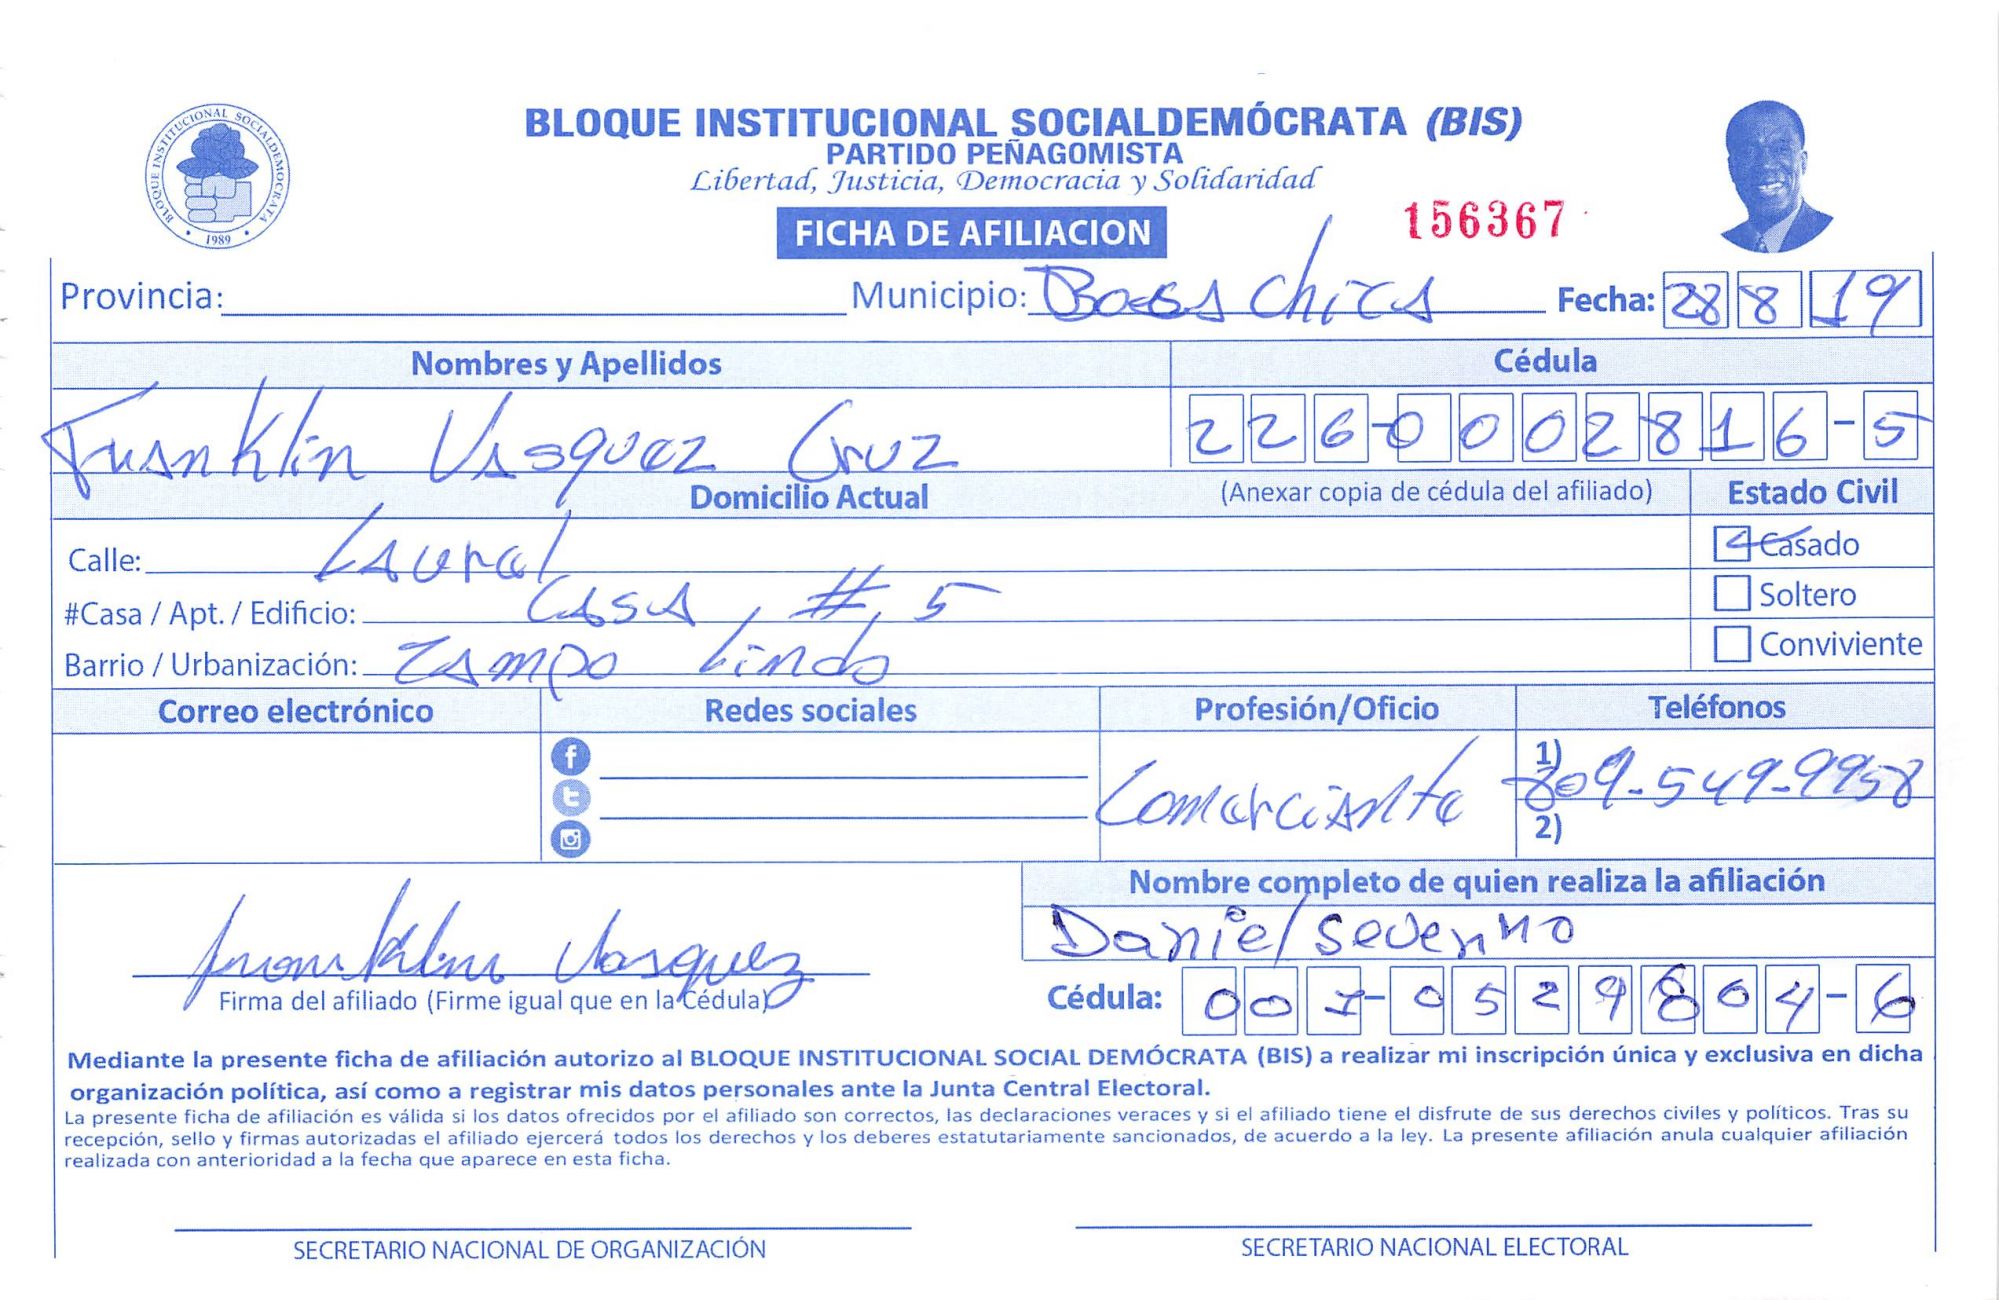 BLOQUE INSTITUCIONAL SOCIALDEMÓCRATA (BIS)
PARTIDO PEÑAGOMISTA
Libertad, Justicia, Democracia y Solidaridad
BLOQUE INSTITUCIONAL SOCIALDEMOCRATA
1989
FICHA DE AFILIACION
156367
Provincia: Municipio: Boca Chica Fecha: 28 8 19
Nombres y Apellidos Cédula
Franklin Vasquez Cruz 226-0002816-5
Domicilio Actual (Anexar copia de cédula del afiliado) Estado Civil
Calle: Laurel Casado
#Casa / Apt. / Edificio: Casa # 5 Soltero
Barrio / Urbanización: Campo Lindo Conviviente
Correo electrónico Redes sociales Profesión/Oficio Teléfonos
Comerciante 1) 809-549-9958
2)
Nombre completo de quien realiza la afiliación
Daniel Severino
Franklin Vasquez
Firma del afiliado (Firme igual que en la Cédula) Cédula: 001-0529804-6
Mediante la presente ficha de afiliación autorizo al BLOQUE INSTITUCIONAL SOCIAL DEMÓCRATA (BIS) a realizar mi inscripción única y exclusiva en dicha
organización política, así como a registrar mis datos personales ante la Junta Central Electoral.
La presente ficha de afiliación es válida si los datos ofrecidos por el afiliado son correctos, las declaraciones veraces y si el afiliado tiene el disfrute de sus derechos civiles y políticos. Tras su
recepción, sello y firmas autorizadas el afiliado ejercerá todos los derechos y los deberes estatutariamente sancionados, de acuerdo a la ley. La presente afiliación anula cualquier afiliación
realizada con anterioridad a la fecha que aparece en esta ficha.
SECRETARIO NACIONAL DE ORGANIZACIÓN SECRETARIO NACIONAL ELECTORAL